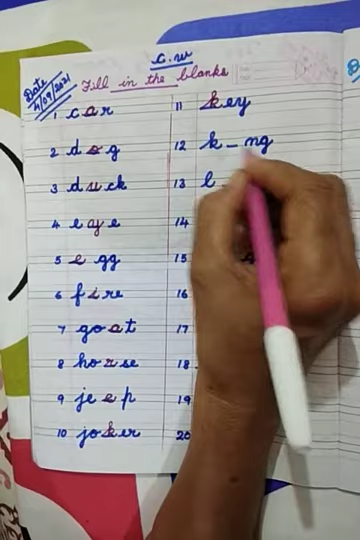 C.W
Date 4/09/2021
Fill in the blanks
1 car
2 dog
3 duck
4 eye
5 egg
6 fire
7 goat
8 horse
9 jeep
10 joker
11 key
12 k_ng
13 l
14
15
16
17
18
19
20